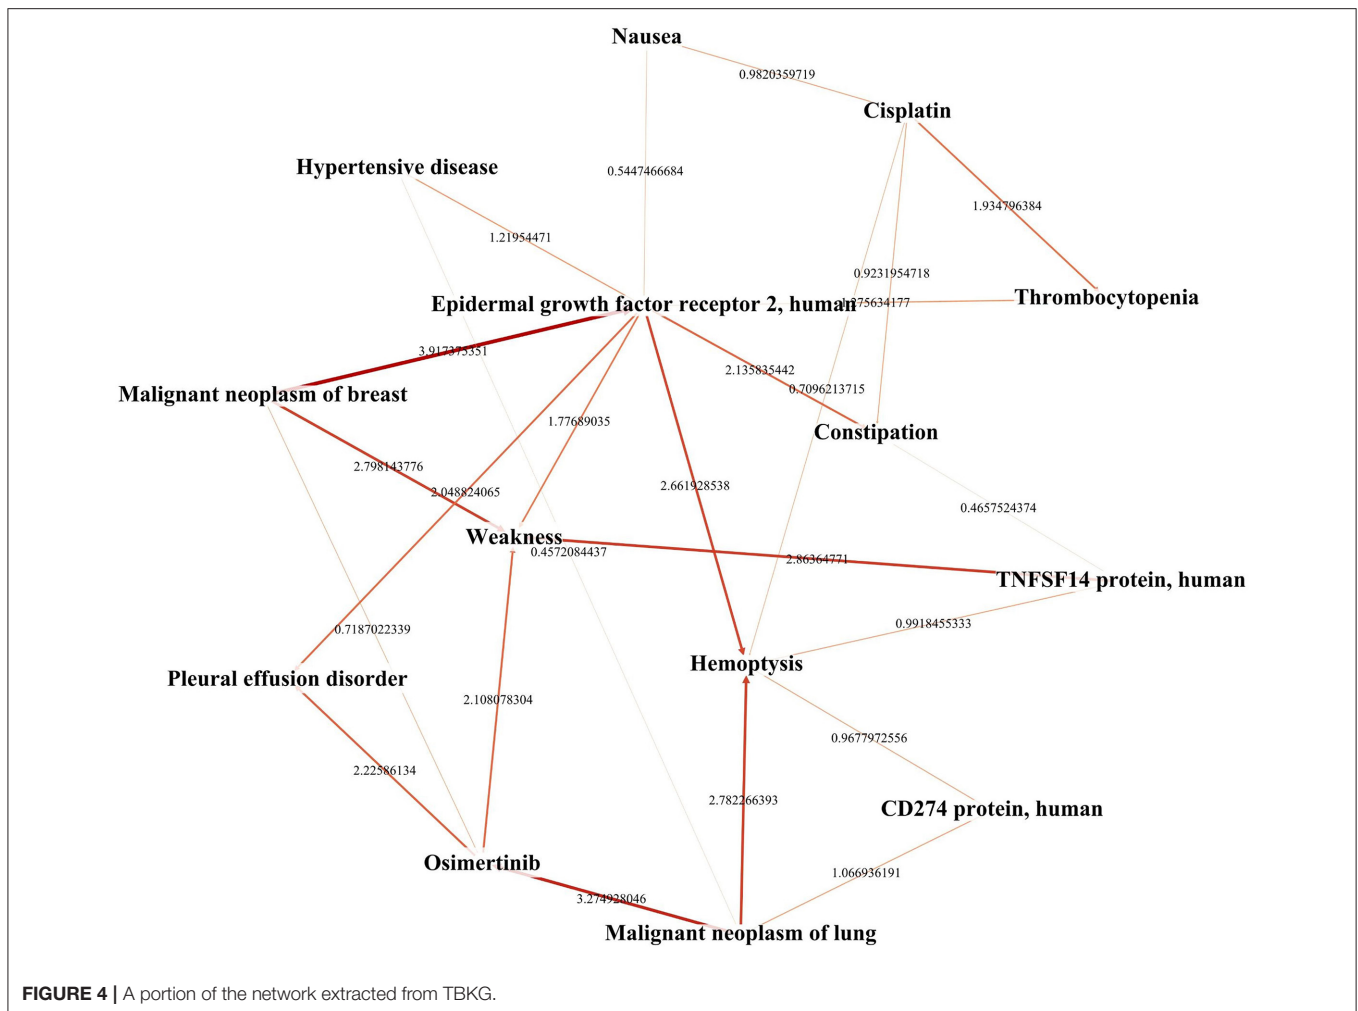 Nausea
0.9820359719
Cisplatin
Hypertensive disease
0.5447466684
1.934796384
1.21954471
0.9231954718
Thrombocytopenia
Epidermal growth factor receptor 2, human
1.275634177
3.917375351
2.135835442
0.7096213715
Malignant neoplasm of breast
1.77689035
Constipation
2.798143776
2.048824065
2.661928538
0.4657524374
Weakness
0.4572084437
2.86364771
TNFSF14 protein, human
0.7187022339
0.9918455333
Hemoptysis
Pleural effusion disorder
2.108078304
0.9677972556
2.22586134
2.782266393
CD274 protein, human
Osimertinib
1.066936191
3.274928046
Malignant neoplasm of lung
FIGURE 4 | A portion of the network extracted from TBKG.